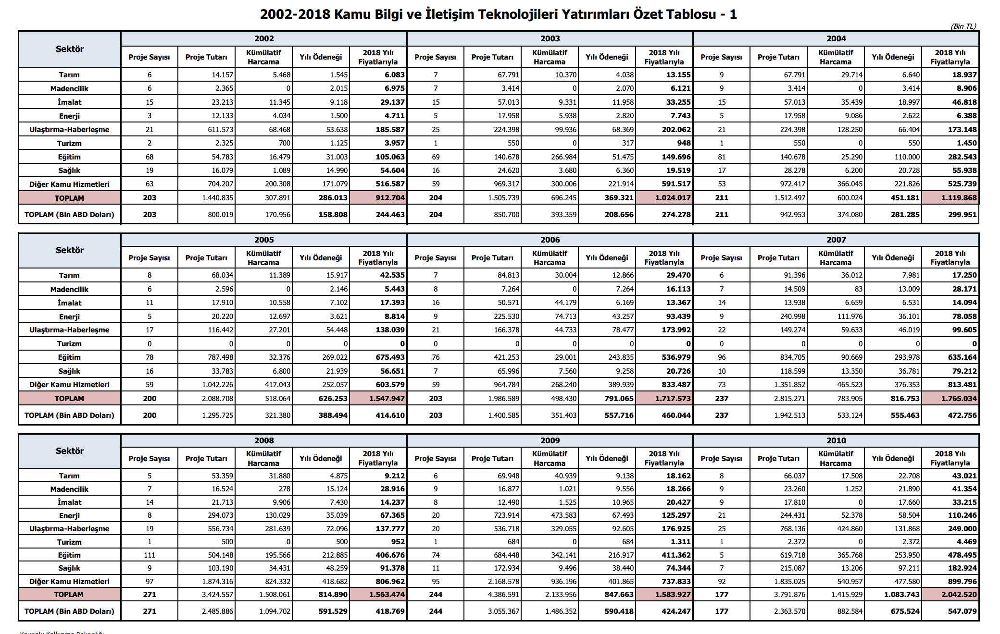 2002-2018 Kamu Bilgi ve İletişim Teknolojileri Yatırımları Özet Tablosu - 1
(Bin TL)
Sektör 2002 2003 2004
Proje Sayısı Proje Tutarı Kümülatif Harcama Yılı Ödeneği 2018 Yılı Fiyatlarıyla Proje Sayısı Proje Tutarı Kümülatif Harcama Yılı Ödeneği 2018 Yılı Fiyatlarıyla Proje Sayısı Proje Tutarı Kümülatif Harcama Yılı Ödeneği 2018 Yılı Fiyatlarıyla
Tarım 6 14.157 5.468 1.545 6.083 7 67.791 10.370 4.038 13.155 9 67.791 29.714 6.640 18.937
Madencilik 6 2.365 0 2.015 6.975 7 3.414 0 2.070 6.121 9 3.414 0 3.414 8.906
İmalat 15 23.213 11.345 9.118 29.137 15 57.013 9.331 11.958 33.255 15 57.013 35.439 18.997 46.818
Enerji 3 12.133 4.034 1.500 4.711 5 17.958 5.938 2.820 7.743 5 17.958 9.086 2.622 6.388
Ulaştırma-Haberleşme 21 611.573 68.468 53.638 185.587 25 224.398 99.936 68.369 202.062 21 224.398 128.250 66.404 173.148
Turizm 2 2.325 700 1.125 3.957 1 550 0 317 948 1 550 0 550 1.450
Eğitim 68 54.783 16.479 31.003 105.063 69 140.678 266.984 51.475 149.696 81 140.678 25.290 110.000 282.543
Sağlık 19 16.079 1.089 14.990 54.604 16 24.620 3.680 6.360 19.519 17 28.278 6.200 20.728 55.938
Diğer Kamu Hizmetleri 63 704.207 200.308 171.079 516.587 59 969.317 300.006 221.914 591.517 53 972.417 366.045 221.826 525.739
TOPLAM 203 1.440.835 307.891 286.013 912.704 204 1.505.739 696.245 369.321 1.024.017 211 1.512.497 600.024 451.181 1.119.868
TOPLAM (Bin ABD Doları) 203 800.019 170.956 158.808 244.463 204 850.700 393.359 208.656 274.278 211 942.953 374.080 281.285 299.951
Sektör 2005 2006 2007
Proje Sayısı Proje Tutarı Kümülatif Harcama Yılı Ödeneği 2018 Yılı Fiyatlarıyla Proje Sayısı Proje Tutarı Kümülatif Harcama Yılı Ödeneği 2018 Yılı Fiyatlarıyla Proje Sayısı Proje Tutarı Kümülatif Harcama Yılı Ödeneği 2018 Yılı Fiyatlarıyla
Tarım 8 68.034 11.389 15.917 42.535 7 84.813 30.004 12.866 29.470 6 91.396 36.012 7.981 17.250
Madencilik 6 2.596 0 2.146 5.443 8 7.264 0 7.264 16.113 7 14.509 83 13.009 28.171
İmalat 11 17.910 10.558 7.102 17.393 16 50.571 44.179 6.169 13.367 14 13.938 6.659 6.531 14.094
Enerji 5 20.220 12.697 3.621 8.814 9 225.530 74.713 43.257 93.439 9 240.998 111.976 36.101 78.058
Ulaştırma-Haberleşme 17 116.442 27.201 54.448 138.039 21 166.378 44.733 78.477 173.992 22 149.274 59.633 46.019 99.605
Turizm 0 0 0 0 0 0 0 0 0 0 0 0 0 0 0
Eğitim 78 787.498 32.376 269.022 675.493 76 421.253 29.001 243.835 536.979 96 834.705 90.669 293.978 635.164
Sağlık 16 33.783 6.800 21.939 56.651 7 65.996 7.560 9.258 20.726 10 118.599 13.350 36.781 79.212
Diğer Kamu Hizmetleri 59 1.042.226 417.043 252.057 603.579 59 964.784 268.240 389.939 833.487 73 1.351.852 465.523 376.353 813.481
TOPLAM 200 2.088.708 518.064 626.253 1.547.947 203 1.986.589 498.430 791.065 1.717.573 237 2.815.271 783.905 816.753 1.765.034
TOPLAM (Bin ABD Doları) 200 1.295.725 321.380 388.494 414.610 203 1.400.585 351.403 557.716 460.044 237 1.942.513 533.124 555.463 472.756
Sektör 2008 2009 2010
Proje Sayısı Proje Tutarı Kümülatif Harcama Yılı Ödeneği 2018 Yılı Fiyatlarıyla Proje Sayısı Proje Tutarı Kümülatif Harcama Yılı Ödeneği 2018 Yılı Fiyatlarıyla Proje Sayısı Proje Tutarı Kümülatif Harcama Yılı Ödeneği 2018 Yılı Fiyatlarıyla
Tarım 5 53.359 31.880 4.875 9.212 6 69.948 40.939 9.138 18.162 8 66.037 17.508 22.708 43.021
Madencilik 7 16.524 278 15.124 28.916 9 16.877 1.021 9.556 18.266 9 23.260 1.252 21.890 41.354
İmalat 14 21.713 9.906 7.430 14.237 8 12.490 1.525 10.965 20.427 9 17.810 0 17.660 33.215
Enerji 8 294.073 130.029 35.039 67.365 20 723.914 473.583 67.493 125.297 21 244.431 52.378 58.504 110.246
Ulaştırma-Haberleşme 19 556.734 281.639 72.096 137.777 20 536.718 329.055 92.605 176.925 25 768.136 424.860 131.868 249.000
Turizm 1 500 0 500 952 1 684 0 684 1.311 1 2.372 0 2.372 4.469
Eğitim 111 504.148 195.566 212.885 406.676 74 684.448 342.141 216.917 411.362 5 619.718 365.768 253.950 478.495
Sağlık 9 103.190 34.431 48.259 91.378 11 172.934 9.496 38.440 74.344 7 215.087 13.206 97.211 182.924
Diğer Kamu Hizmetleri 97 1.874.316 824.332 418.682 806.962 95 2.168.578 936.196 401.865 737.833 92 1.835.025 540.957 477.580 899.796
TOPLAM 271 3.424.557 1.508.061 814.890 1.563.474 244 4.386.591 2.133.956 847.663 1.583.927 177 3.791.876 1.415.929 1.083.743 2.042.520
TOPLAM (Bin ABD Doları) 271 2.485.886 1.094.702 591.529 418.769 244 3.055.367 1.486.352 590.418 424.247 177 2.363.570 882.584 675.524 547.079
Kaynak: Kalkınma Bakanlığı